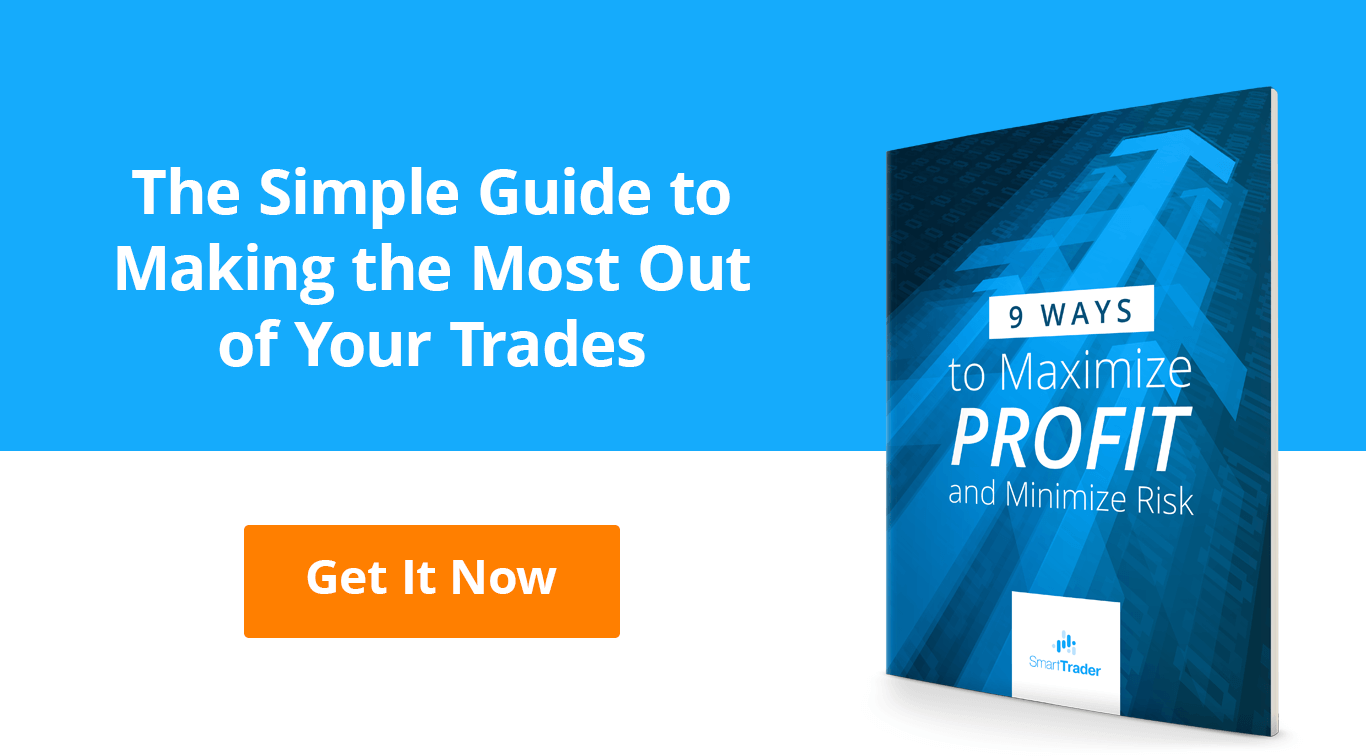 The Simple Guide to
Making the Most Out
of Your Trades
Get It Now
9 WAYS
to Maximize
PROFIT
and Minimize Risk
SmartTrader